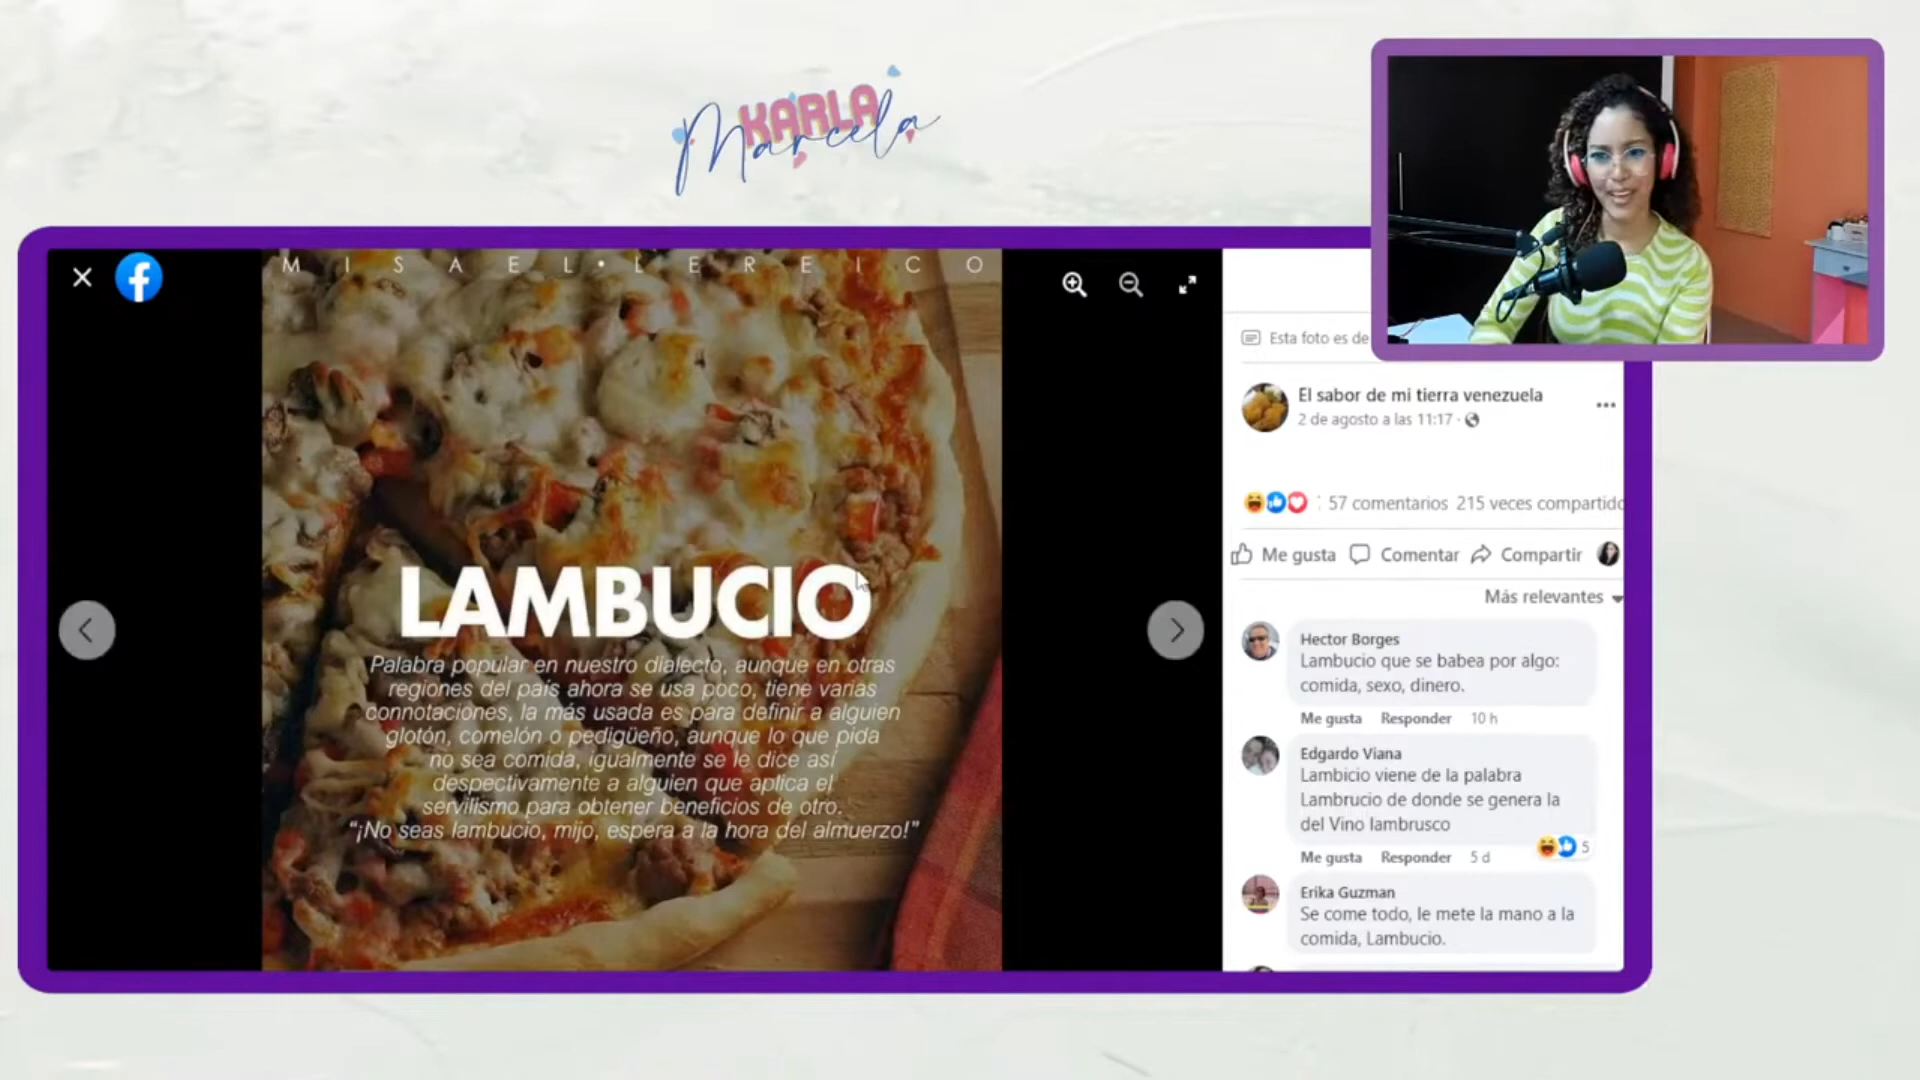 KARLA
Marcela
MISAEL•LEREICO
LAMBUCIO
Palabra popular en nuestro dialecto, aunque en otras
regiones del país ahora se usa poco, tiene varias
connotaciones, la más usada es para definir a alguien
glotón, comelón o pedigüeño, aunque lo que pida
no sea comida, igualmente se le dice así
despectivamente a alguien que aplica el
servilismo para obtener beneficios de otro.
“¡No seas lambucio, mijo, espera a la hora del almuerzo!”
Esta foto es de
El sabor de mi tierra venezuela
2 de agosto a las 11:17 ·
57 comentarios 215 veces compartido
Me gusta Comentar Compartir
Más relevantes
Hector Borges
Lambucio que se babea por algo:
comida, sexo, dinero.
Me gusta Responder 10 h
Edgardo Viana
Lambicio viene de la palabra
Lambrucio de donde se genera la
del Vino lambrusco
5
Me gusta Responder 5 d
Erika Guzman
Se come todo, le mete la mano a la
comida, Lambucio.